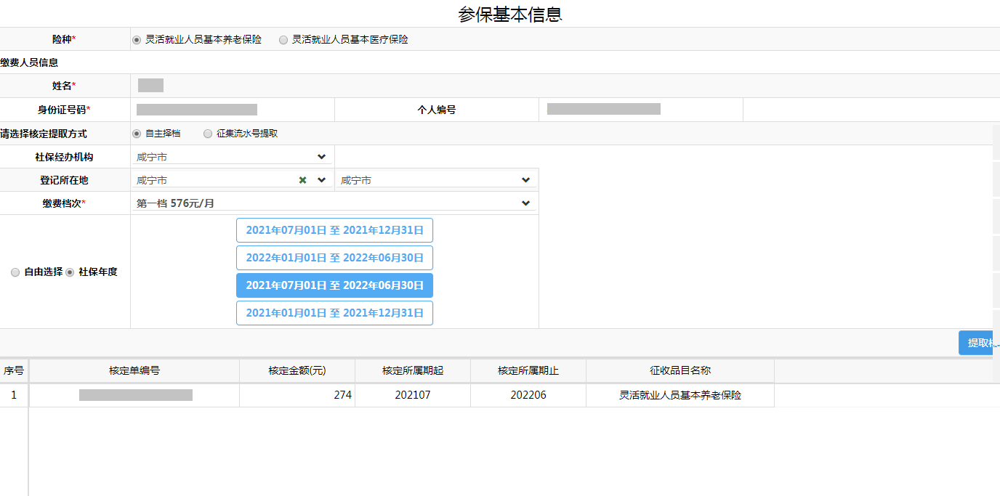 参保基本信息
险种* 灵活就业人员基本养老保险 灵活就业人员基本医疗保险
缴费人员信息
姓名*
身份证号码* 个人编号
请选择核定提取方式 自主择档 征集流水号提取
社保经办机构 咸宁市
登记所在地 咸宁市 咸宁市
缴费档次* 第一档 576元/月
自由选择 社保年度
2021年07月01日 至 2021年12月31日
2022年01月01日 至 2022年06月30日
2021年07月01日 至 2022年06月30日
2021年01月01日 至 2021年12月31日
提取
序号 核定单编号 核定金额(元) 核定所属期起 核定所属期止 征收品目名称
1 274 202107 202206 灵活就业人员基本养老保险